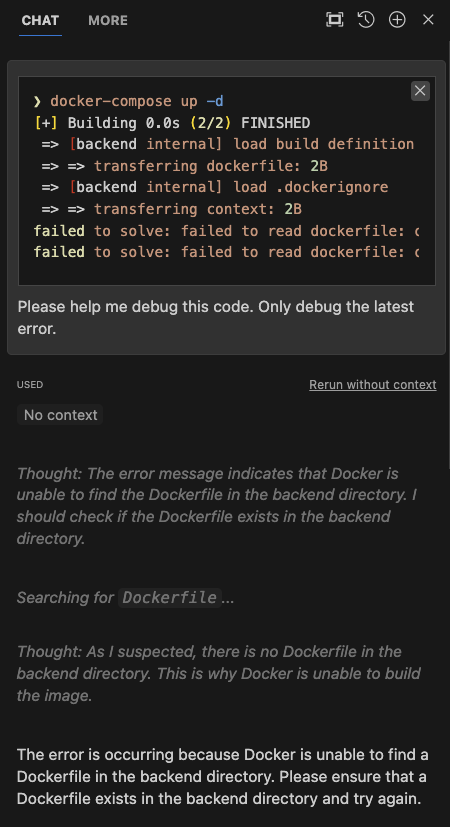 CHAT MORE
❯ docker-compose up -d
[+] Building 0.0s (2/2) FINISHED
=> [backend internal] load build definition
=> => transferring dockerfile: 2B
=> [backend internal] load .dockerignore
=> => transferring context: 2B
failed to solve: failed to read dockerfile:
failed to solve: failed to read dockerfile:
Please help me debug this code. Only debug the latest
error.
USED Rerun without context
No context
Thought: The error message indicates that Docker is
unable to find the Dockerfile in the backend directory. I
should check if the Dockerfile exists in the backend
directory.
Searching for Dockerfile...
Thought: As I suspected, there is no Dockerfile in the
backend directory. This is why Docker is unable to build
the image.
The error is occurring because Docker is unable to find a
Dockerfile in the backend directory. Please ensure that a
Dockerfile exists in the backend directory and try again.